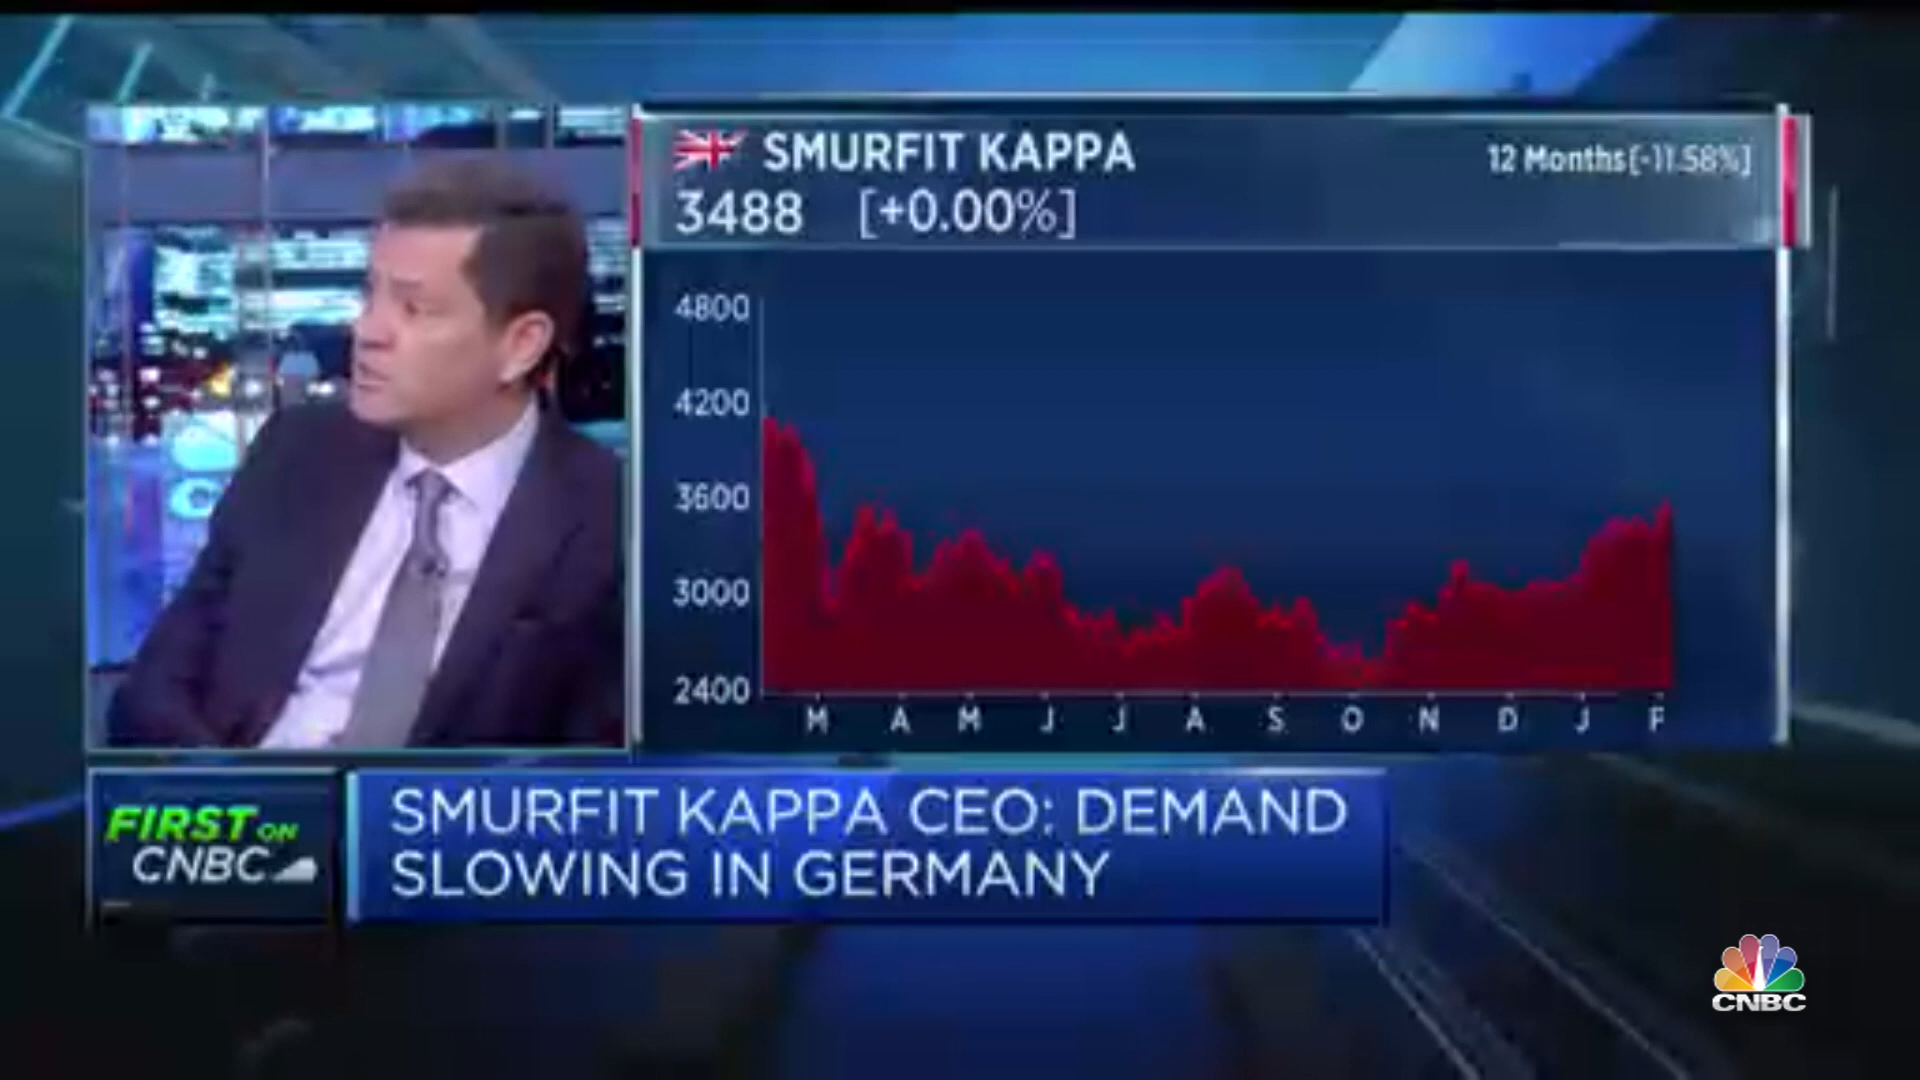 SMURFIT KAPPA
12 Months [-11.58%]
3488 [+0.00%]
4800
4200
3600
3000
2400
M A M J J A S O N D J F
FIRST ON
CNBC
SMURFIT KAPPA CEO: DEMAND
SLOWING IN GERMANY
CNBC